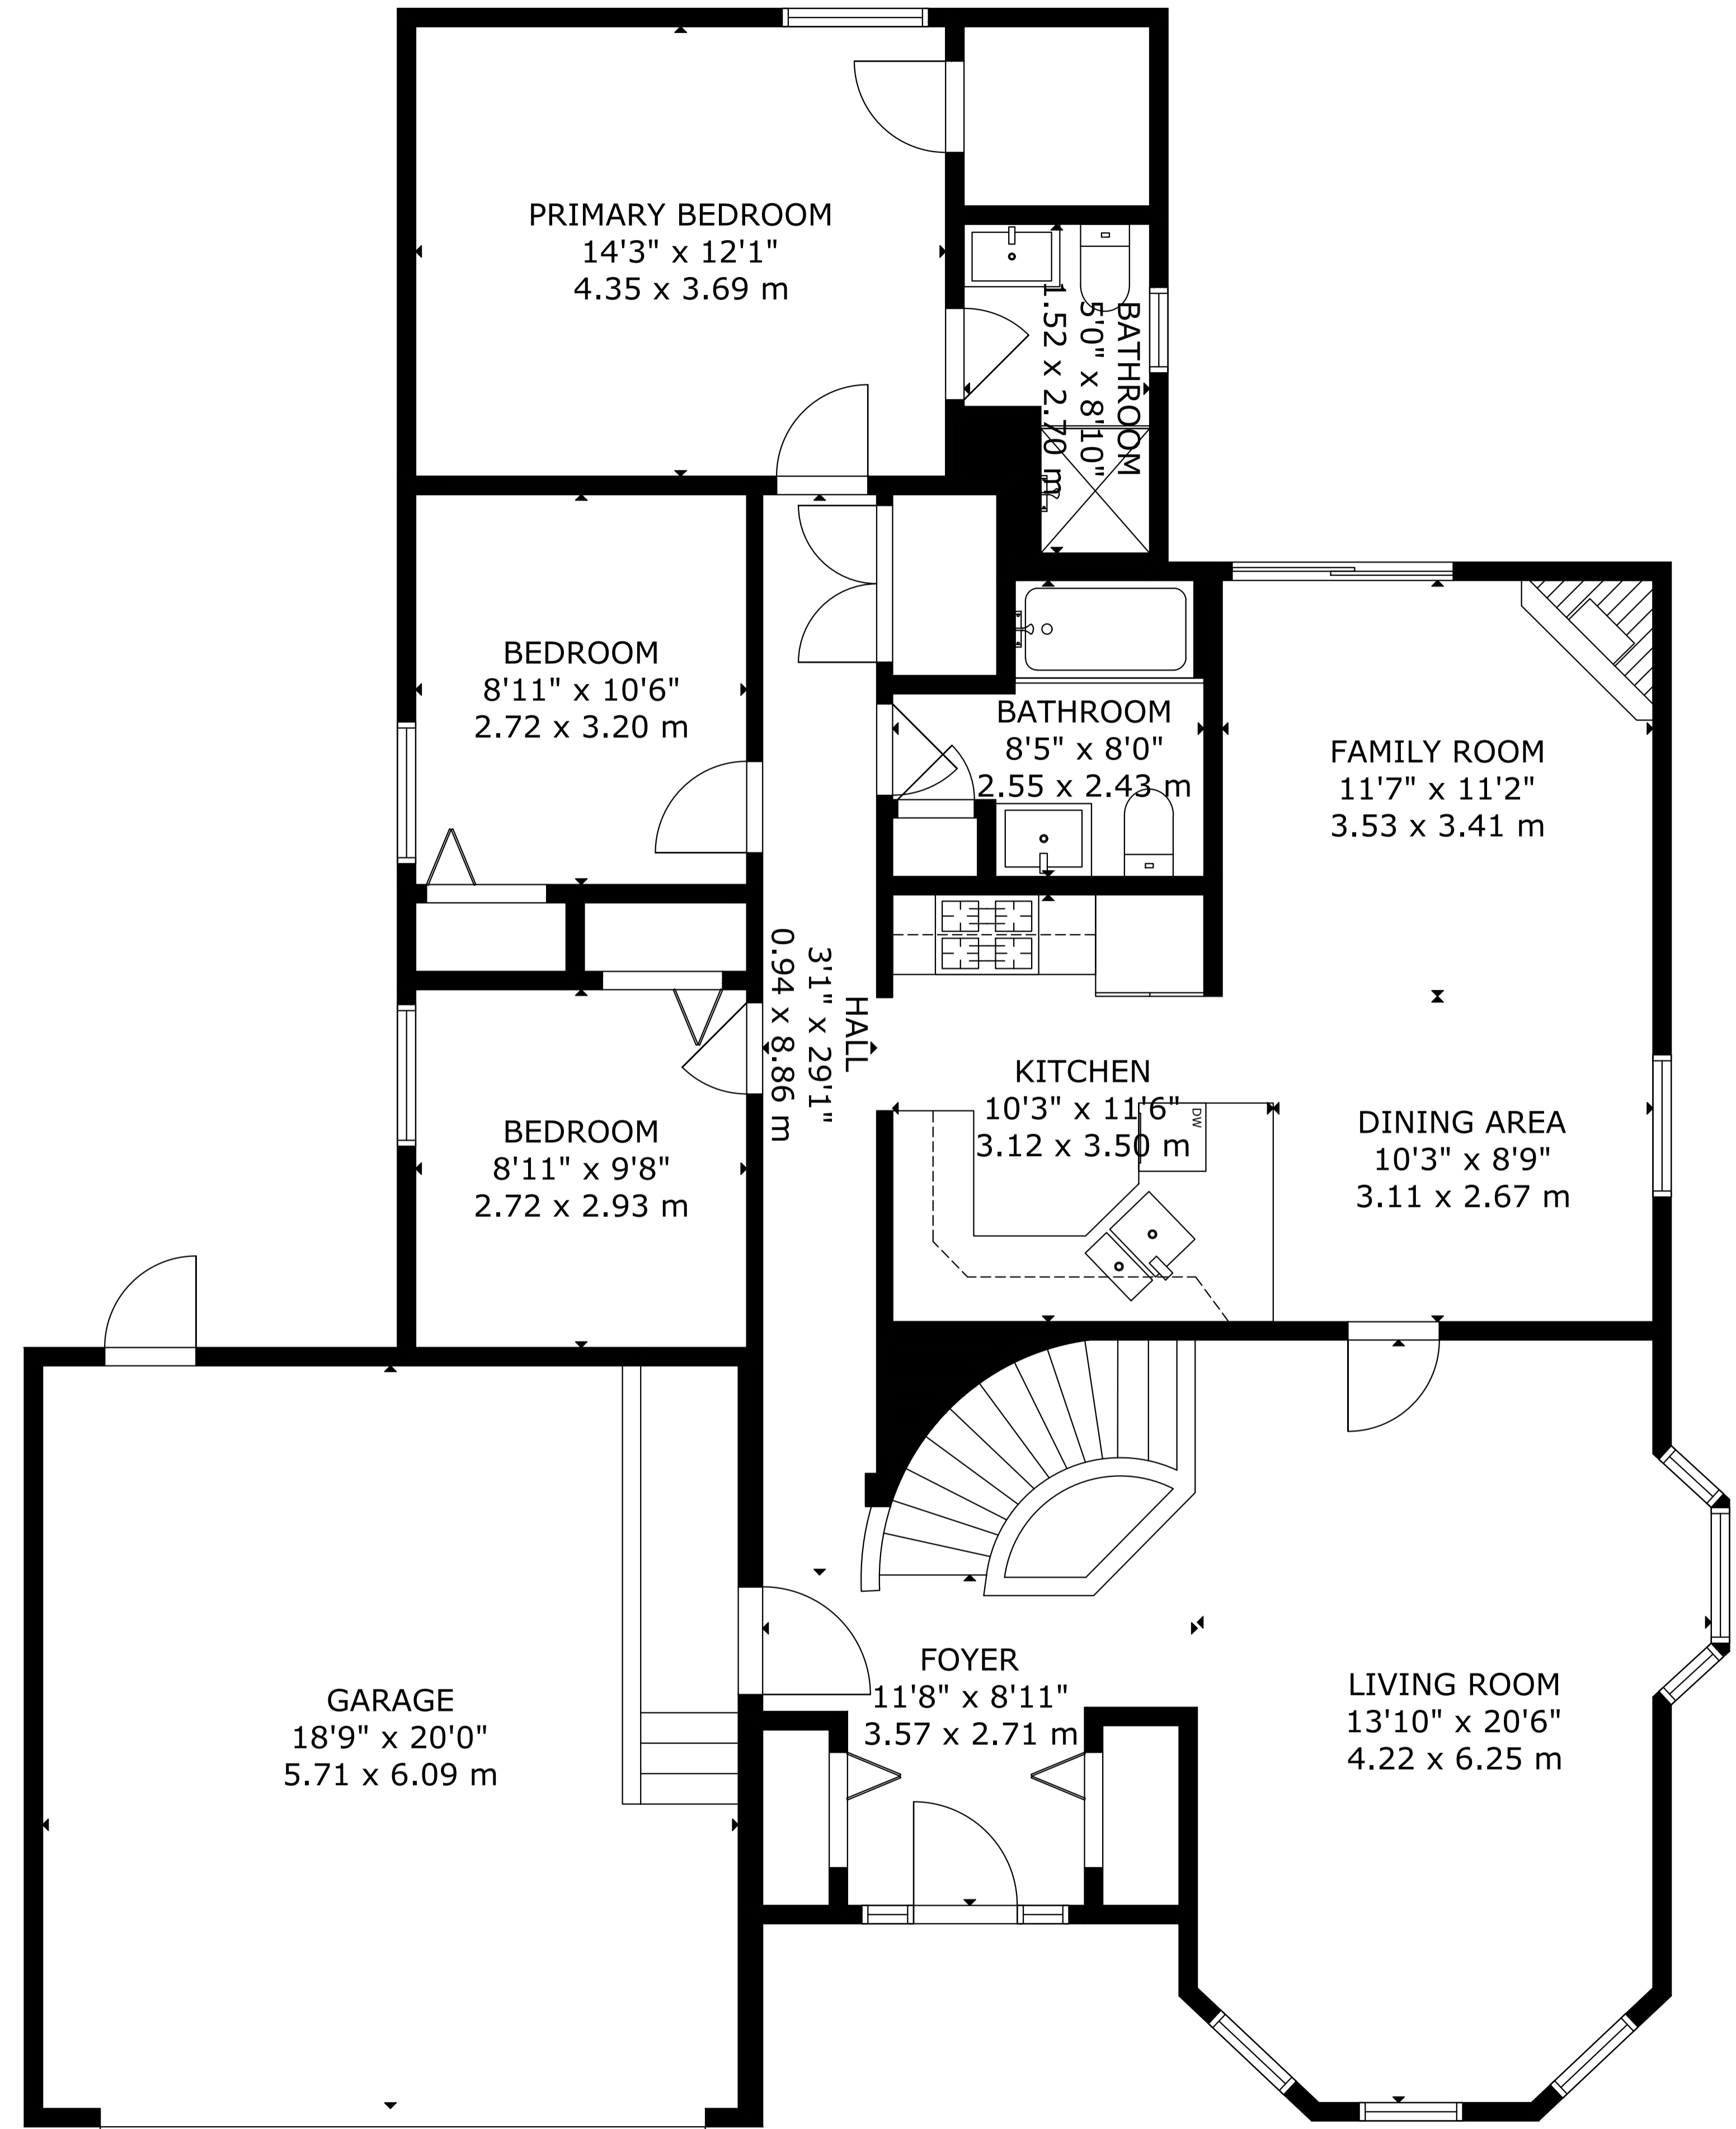 PRIMARY BEDROOM
14'3" x 12'1"
4.35 x 3.69 m
BATHROOM
5'0" x 8'10"
1.52 x 2.70 m
BEDROOM
8'11" x 10'6"
2.72 x 3.20 m
BATHROOM
8'5" x 8'0"
2.55 x 2.43 m
FAMILY ROOM
11'7" x 11'2"
3.53 x 3.41 m
HALL
3'1" x 29'1"
0.94 x 8.86 m
KITCHEN
10'3" x 11'6"
3.12 x 3.50 m
DW
DINING AREA
10'3" x 8'9"
3.11 x 2.67 m
BEDROOM
8'11" x 9'8"
2.72 x 2.93 m
FOYER
11'8" x 8'11"
3.57 x 2.71 m
GARAGE
18'9" x 20'0"
5.71 x 6.09 m
LIVING ROOM
13'10" x 20'6"
4.22 x 6.25 m